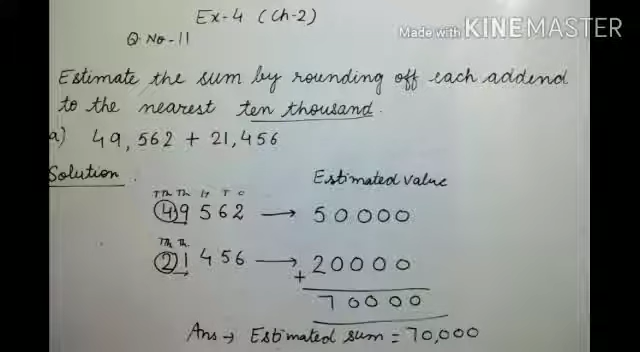 Ex-4 (Ch-2)
Made with KINEMASTER
Q No-11
Estimate the sum by rounding off each addend
to the nearest ten thousand.
a) 49,562 + 21,456
Solution
Estimated value
T Th Th H T O
49562 → 50000
T Th Th
21456 → 20000
+
70000
Ans → Estimated sum = 70,000